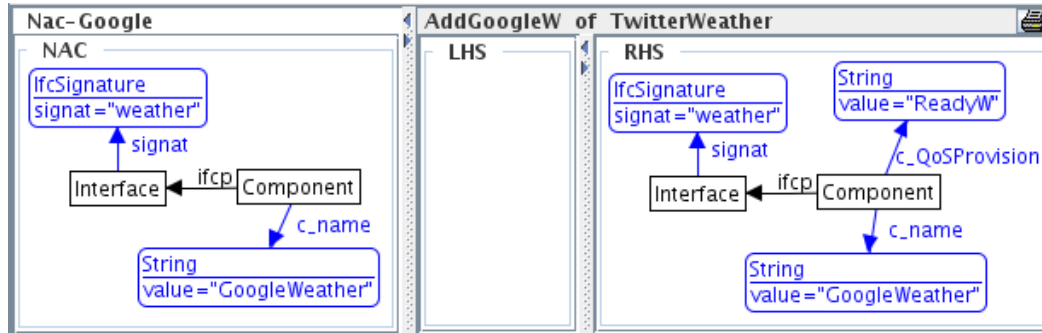 Nac-Google
AddGoogleW of TwitterWeather
NAC
IfcSignature
signat="weather"
signat
Interface
ifcp
Component
c_name
String
value="GoogleWeather"
LHS
RHS
IfcSignature
signat="weather"
String
value="ReadyW"
signat
c_QoSProvision
Interface
ifcp
Component
c_name
String
value="GoogleWeather"